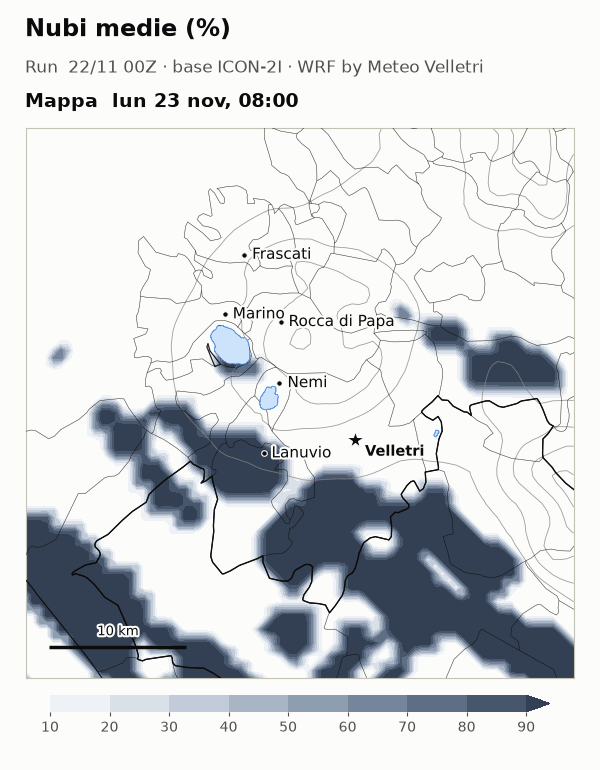 Nubi medie (%)
Run  22/11 00Z · base ICON-2I · WRF by Meteo Velletri
Mappa  lun 23 nov, 08:00
Frascati
Marino
Rocca di Papa
Nemi
Lanuvio
Velletri
10 km
10 20 30 40 50 60 70 80 90